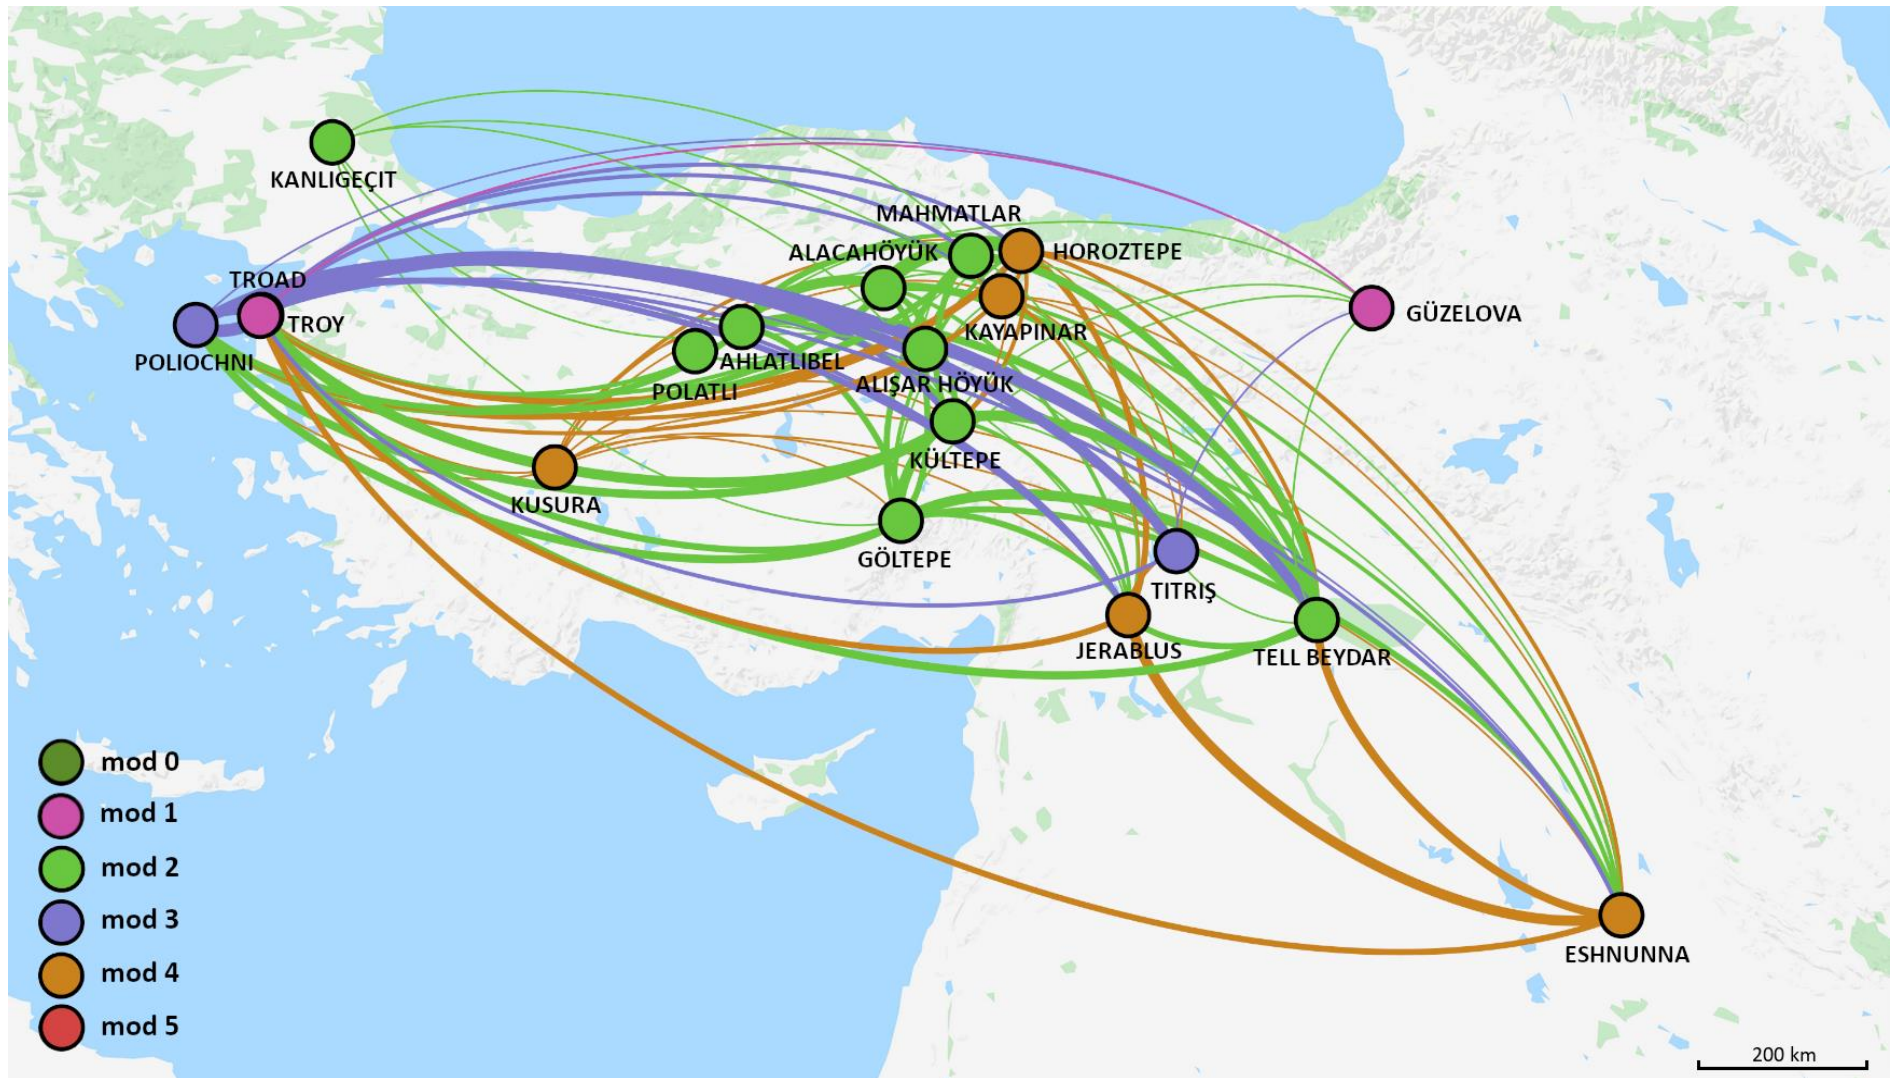 KANLIGEÇIT
MAHMATLAR
ALACAHÖYÜK
HOROZTEPE
TROAD
TROY
GÜZELOVA
KAYAPINAR
POLIOCHNI
AHLATLIBEL
POLATLI
ALIŞAR HÖYÜK
KÜLTEPE
KUSURA
GÖLTEPE
TITRIŞ
JERABLUS
TELL BEYDAR
mod 0
mod 1
mod 2
mod 3
mod 4
mod 5
ESHNUNNA
200 km